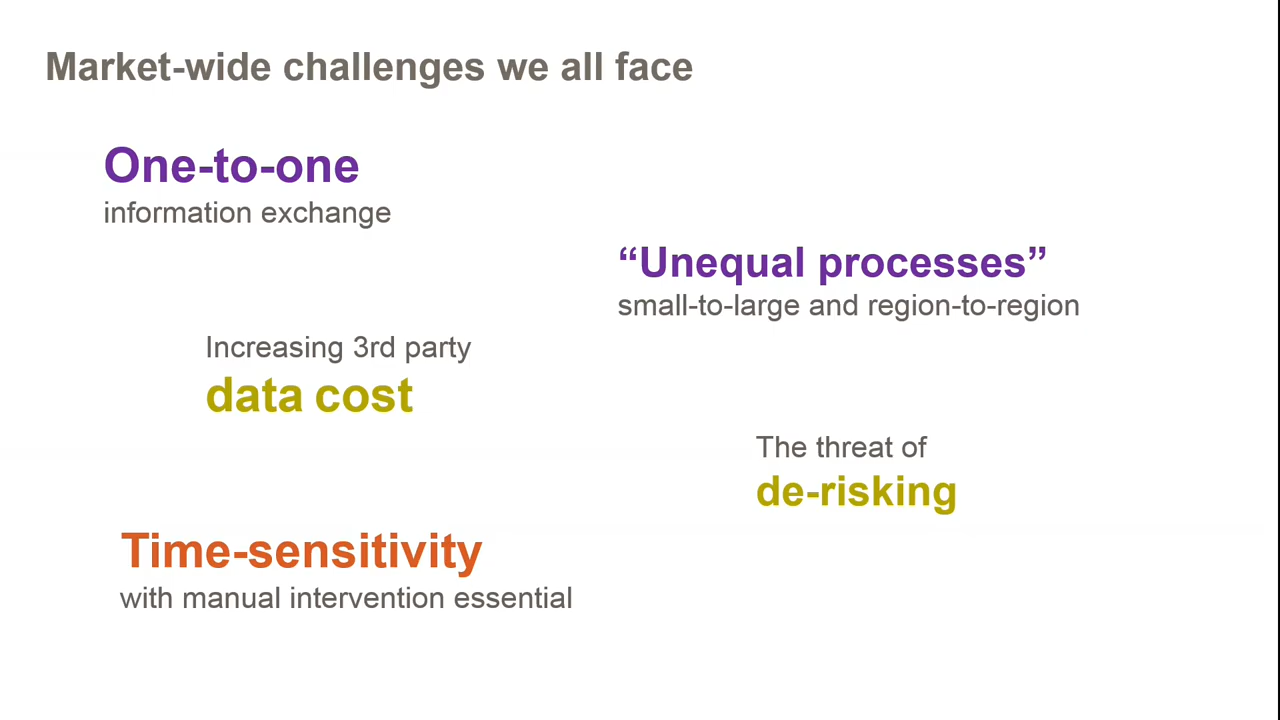 Market-wide challenges we all face
One-to-one
information exchange
“Unequal processes”
small-to-large and region-to-region
Increasing 3rd party
data cost
The threat of
de-risking
Time-sensitivity
with manual intervention essential